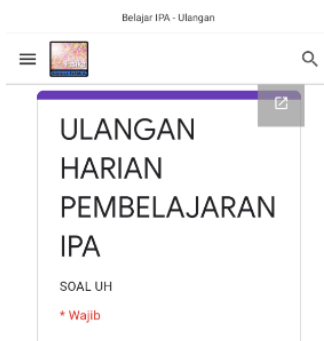 Belajar IPA - Ulangan
ULANGAN
HARIAN
PEMBELAJARAN
IPA
SOAL UH
* Wajib